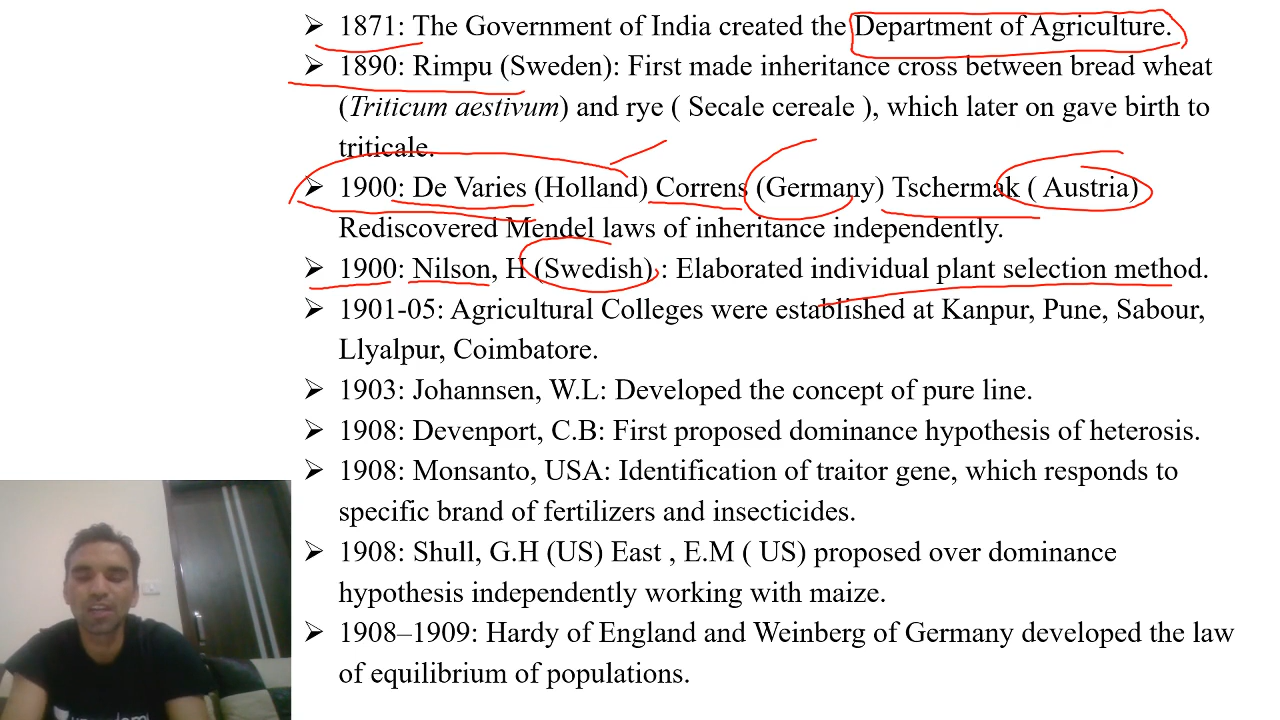 ➢ 1871: The Government of India created the Department of Agriculture.
➢ 1890: Rimpu (Sweden): First made inheritance cross between bread wheat
(Triticum aestivum) and rye ( Secale cereale ), which later on gave birth to
triticale.
➢ 1900: De Varies (Holland) Correns (Germany) Tschermak ( Austria)
Rediscovered Mendel laws of inheritance independently.
➢ 1900: Nilson, H (Swedish) : Elaborated individual plant selection method.
➢ 1901-05: Agricultural Colleges were established at Kanpur, Pune, Sabour,
Llyalpur, Coimbatore.
➢ 1903: Johannsen, W.L: Developed the concept of pure line.
➢ 1908: Devenport, C.B: First proposed dominance hypothesis of heterosis.
➢ 1908: Monsanto, USA: Identification of traitor gene, which responds to
specific brand of fertilizers and insecticides.
➢ 1908: Shull, G.H (US) East , E.M ( US) proposed over dominance
hypothesis independently working with maize.
➢ 1908–1909: Hardy of England and Weinberg of Germany developed the law
of equilibrium of populations.